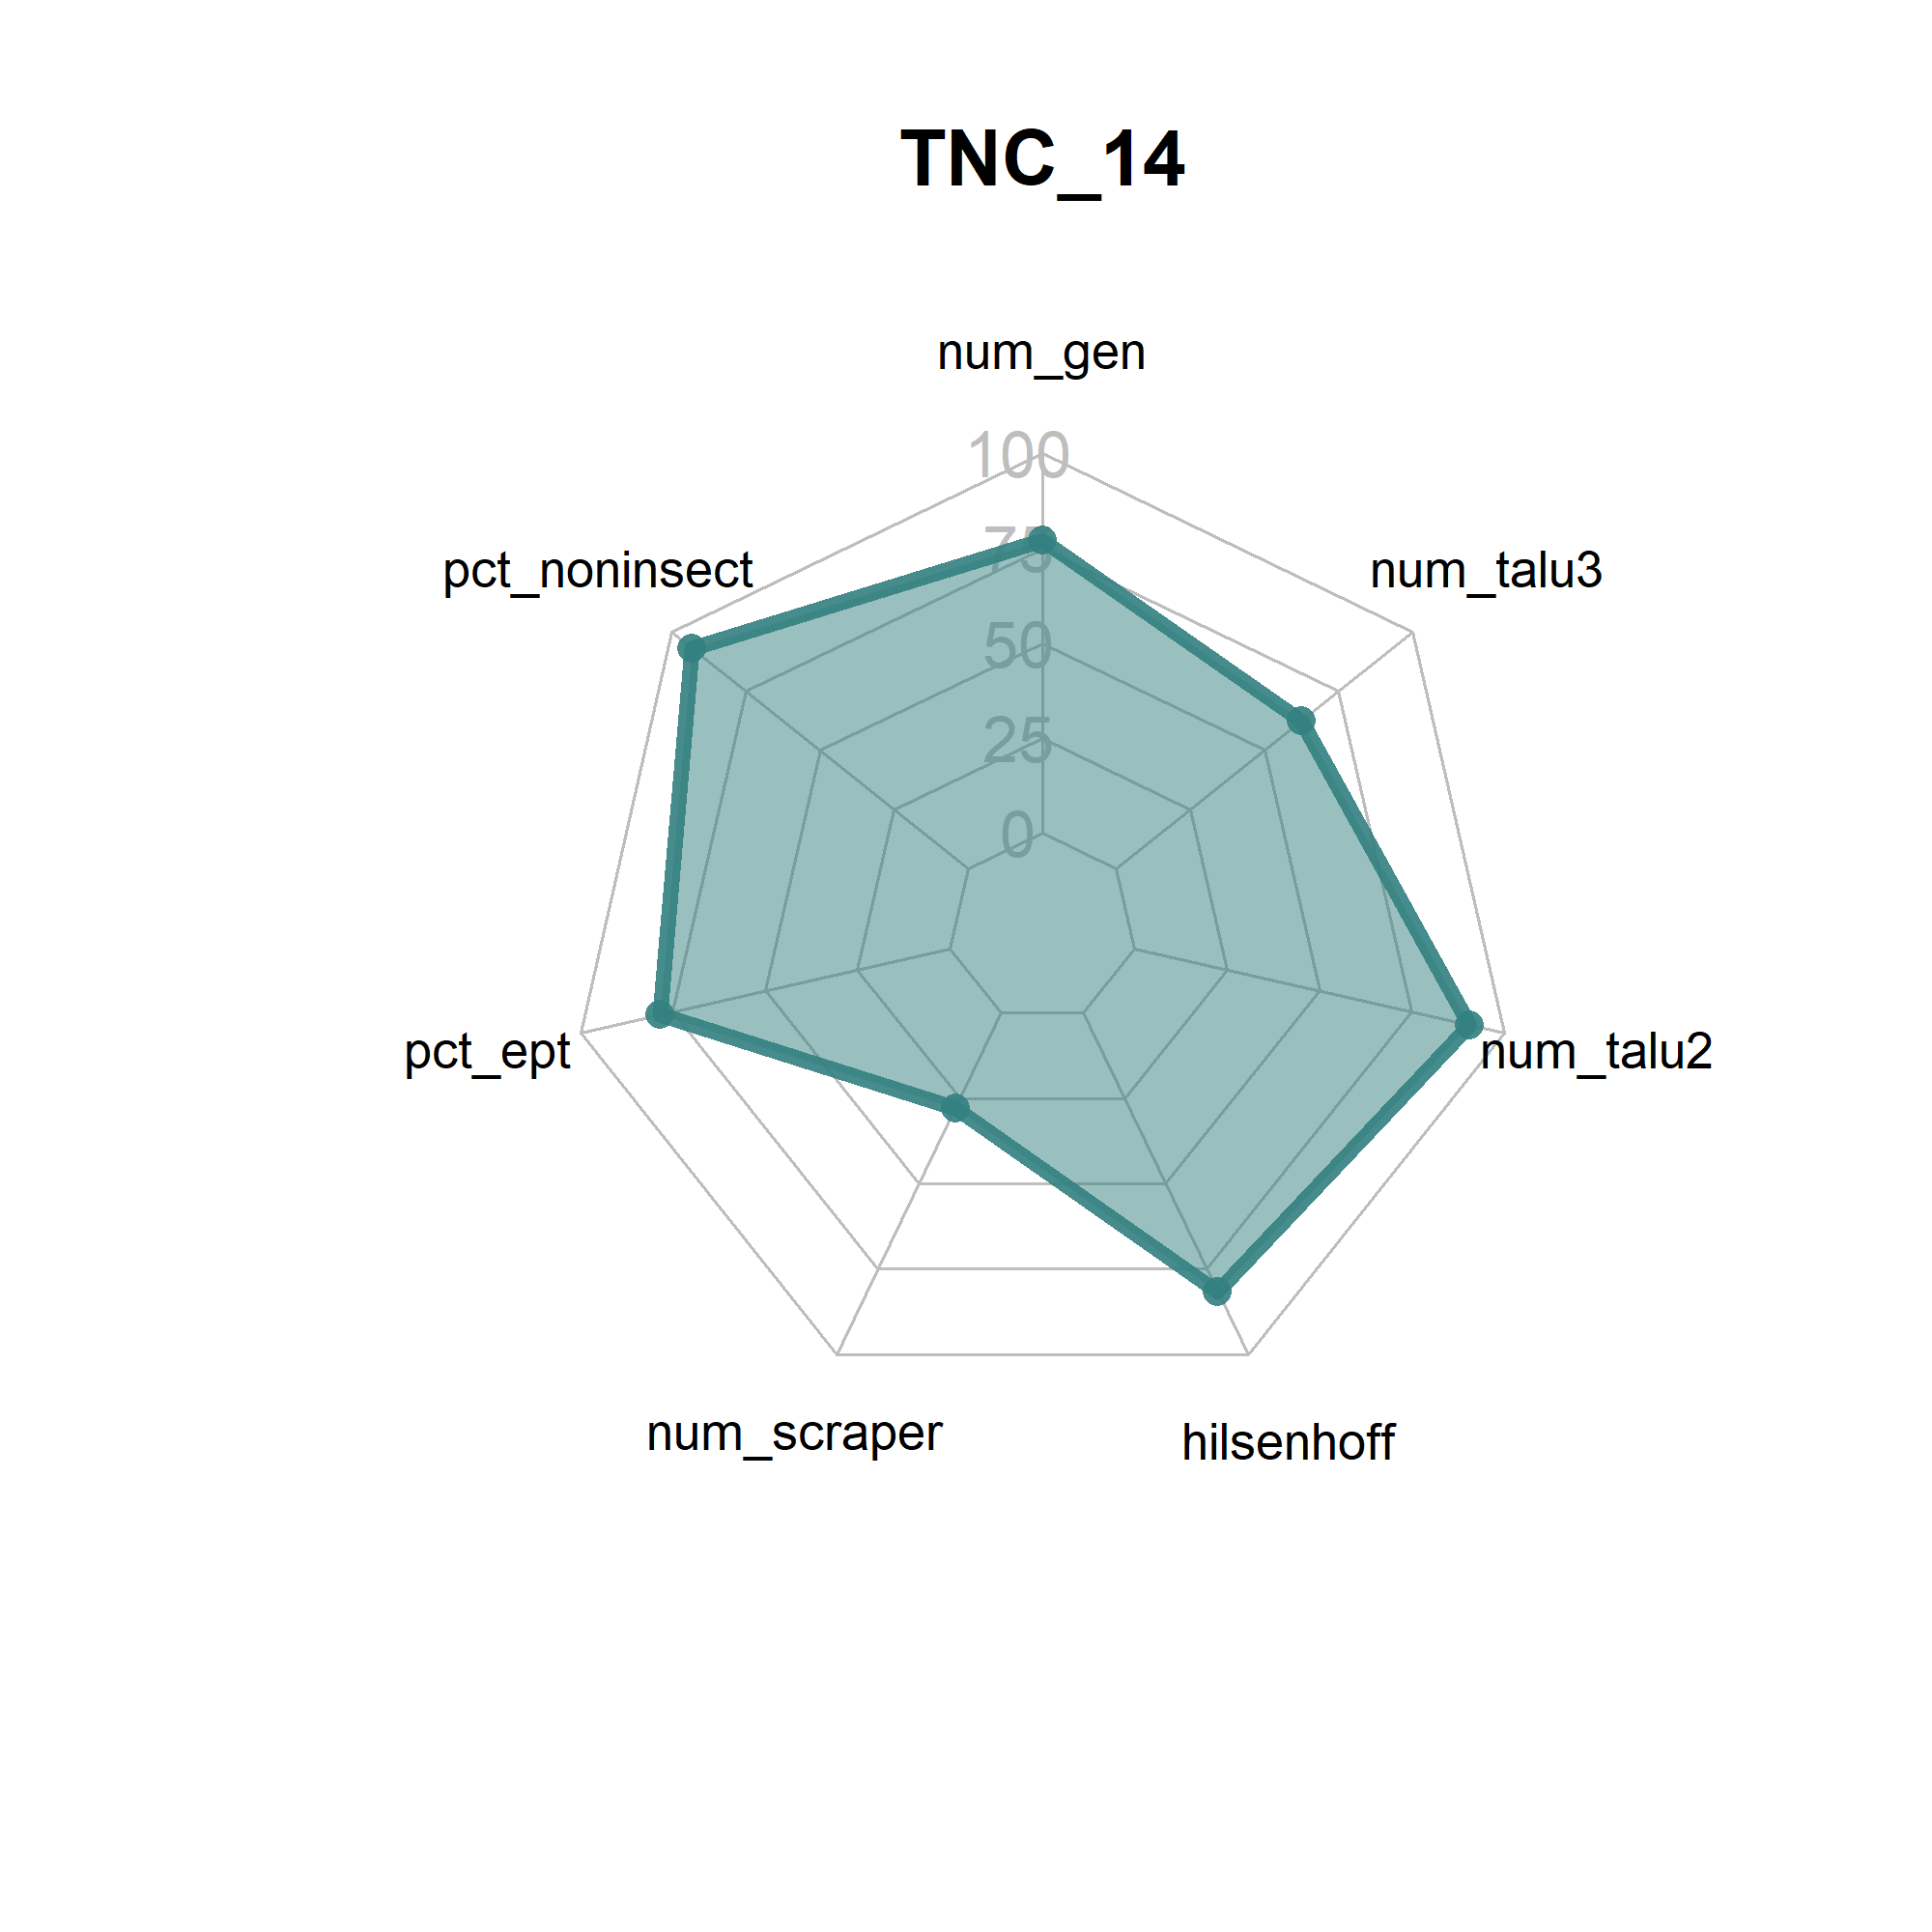 TNC_14
num_gen
100
75
50
25
0
pct_noninsect
num_talu3
pct_ept
num_talu2
num_scraper
hilsenhoff